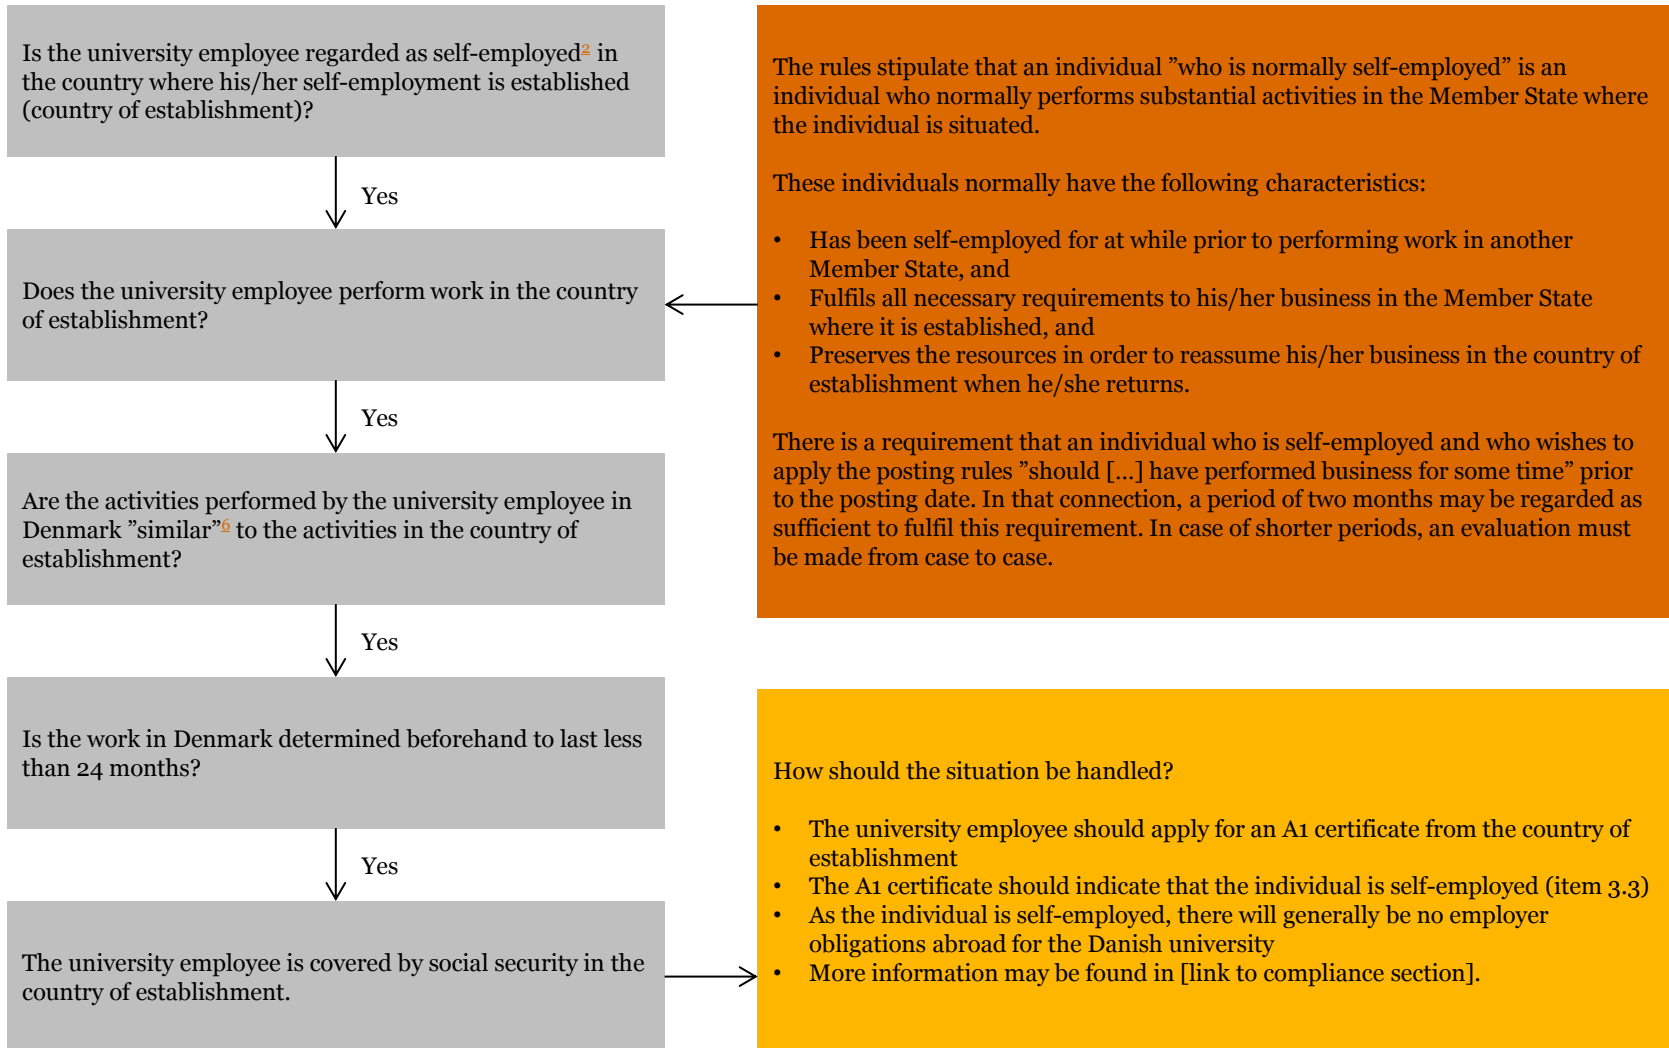 Is the university employee regarded as self-employed2 in
the country where his/her self-employment is established
(country of establishment)?
Yes
Does the university employee perform work in the country
of establishment?
Yes
Are the activities performed by the university employee in
Denmark ”similar”6 to the activities in the country of
establishment?
Yes
Is the work in Denmark determined beforehand to last less
than 24 months?
Yes
The university employee is covered by social security in the
country of establishment.
The rules stipulate that an individual ”who is normally self-employed” is an
individual who normally performs substantial activities in the Member State where
the individual is situated.
These individuals normally have the following characteristics:
• Has been self-employed for at while prior to performing work in another
Member State, and
• Fulfils all necessary requirements to his/her business in the Member State
where it is established, and
• Preserves the resources in order to reassume his/her business in the country of
establishment when he/she returns.
There is a requirement that an individual who is self-employed and who wishes to
apply the posting rules ”should [...] have performed business for some time” prior
to the posting date. In that connection, a period of two months may be regarded as
sufficient to fulfil this requirement. In case of shorter periods, an evaluation must
be made from case to case.
How should the situation be handled?
• The university employee should apply for an A1 certificate from the country of
establishment
• The A1 certificate should indicate that the individual is self-employed (item 3.3)
• As the individual is self-employed, there will generally be no employer
obligations abroad for the Danish university
• More information may be found in [link to compliance section].